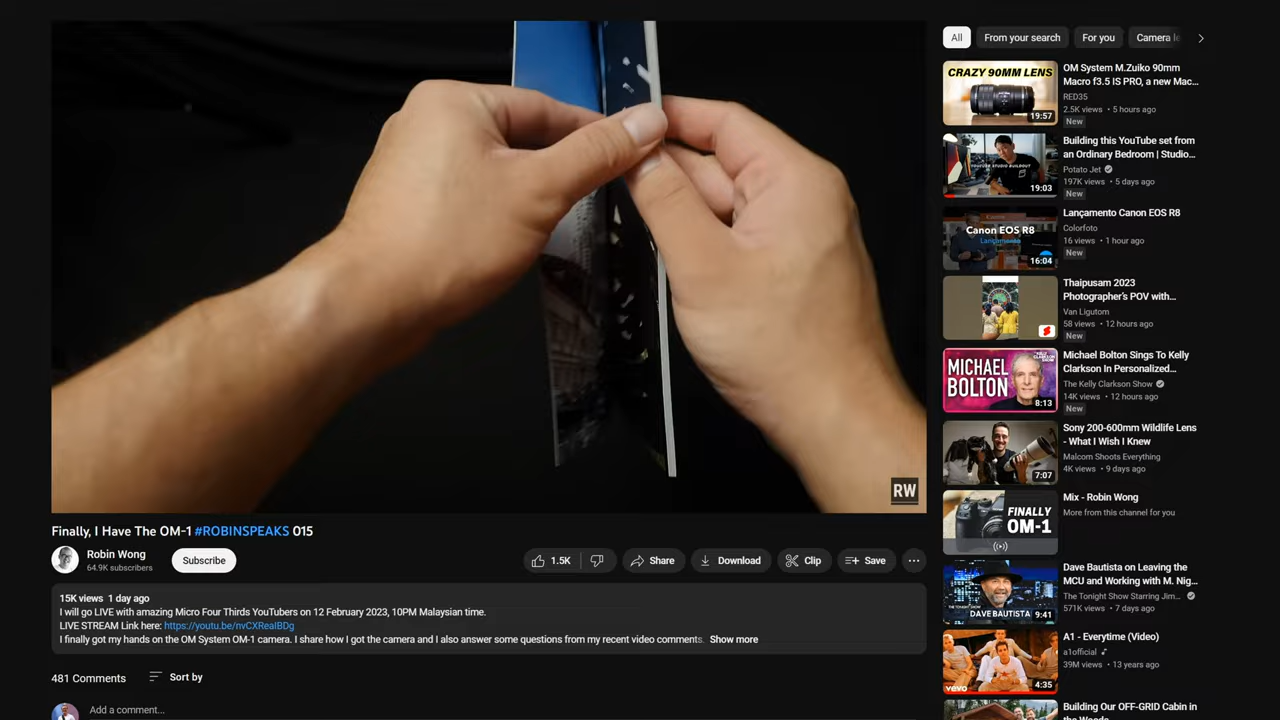 RW
Finally, I Have The OM-1 #ROBINSPEAKS 015
Robin Wong
64.9K subscribers
Subscribe
1.5K
Share
Download
Clip
Save
15K views 1 day ago
I will go LIVE with amazing Micro Four Thirds YouTubers on 12 February 2023, 10PM Malaysian time.
LIVE STREAM Link here: https://youtu.be/nvCXRealBDg
I finally got my hands on the OM System OM-1 camera. I share how I got the camera and I also answer some questions from my recent video comments. Show more
481 Comments
Sort by
Add a comment...
All
From your search
For you
Camera le
CRAZY 90MM LENS
19:57
OM System M.Zuiko 90mm
Macro f3.5 IS PRO, a new Mac...
RED35
2.5K views • 5 hours ago
New
YOUTUBE STUDIO BUILDOUT
19:03
Building this YouTube set from
an Ordinary Bedroom | Studio...
Potato Jet
197K views • 5 days ago
New
Canon EOS R8
Lançamento
16:04
Lançamento Canon EOS R8
Colorfoto
16 views • 1 hour ago
New
Thaipusam 2023
Photographer's POV with...
Van Ligutom
58 views • 12 hours ago
New
MICHAEL
BOLTON
8:13
Michael Bolton Sings To Kelly
Clarkson In Personalized...
The Kelly Clarkson Show
14K views • 12 hours ago
New
7:07
Sony 200-600mm Wildlife Lens
- What I Wish I Knew
Malcom Shoots Everything
4K views • 9 days ago
FINALLY
OM-1
Mix - Robin Wong
More from this channel for you
DAVE BAUTISTA
9:41
Dave Bautista on Leaving the
MCU and Working with M. Nig...
The Tonight Show Starring Jim...
571K views • 7 days ago
vevo
4:35
A1 - Everytime (Video)
a1official
39M views • 13 years ago
Building Our OFF-GRID Cabin in
the Woods